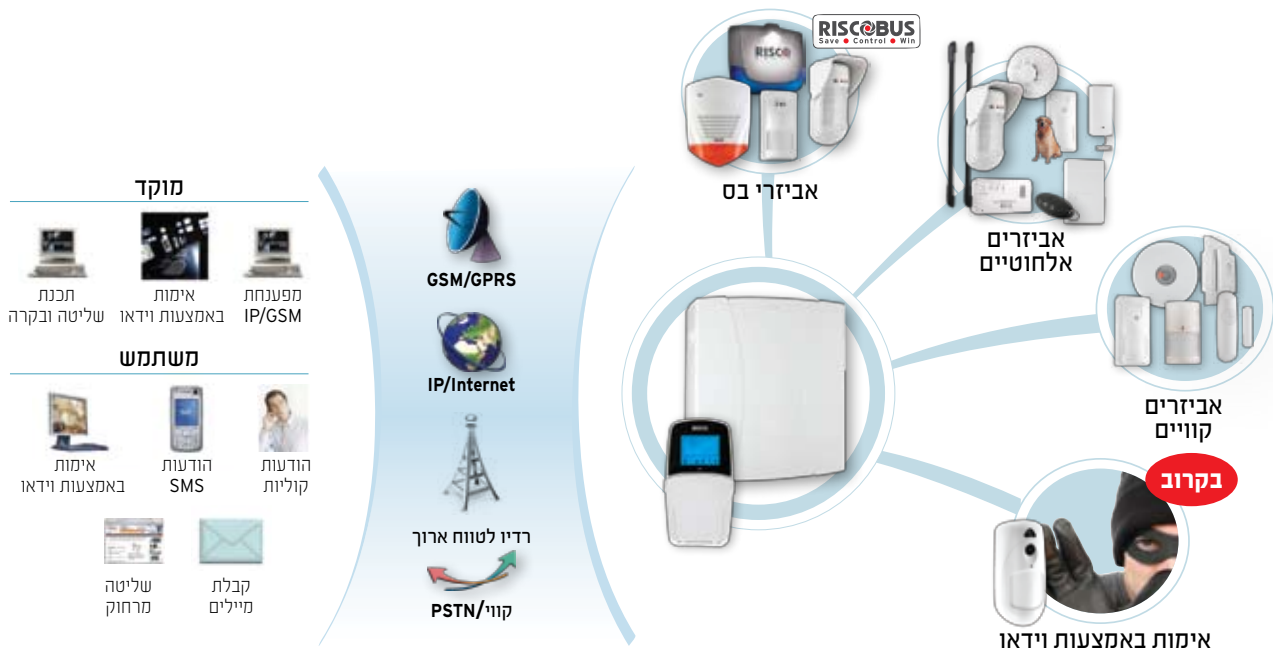 RISCOBUS
Save • Control • Win
RISCO
אביזרי בס
אביזרים
אלחוטיים
אביזרים
קוויים
בקרוב
אימות באמצעות וידאו
GSM/GPRS
IP/Internet
רדיו לטווח ארוך
קווי/PSTN
מוקד
מפענחת
IP/GSM
אימות
באמצעות וידאו
תכנת
שליטה ובקרה
משתמש
הודעות
קוליות
הודעות
SMS
אימות
באמצעות וידאו
קבלת
מיילים
שליטה
מרחוק